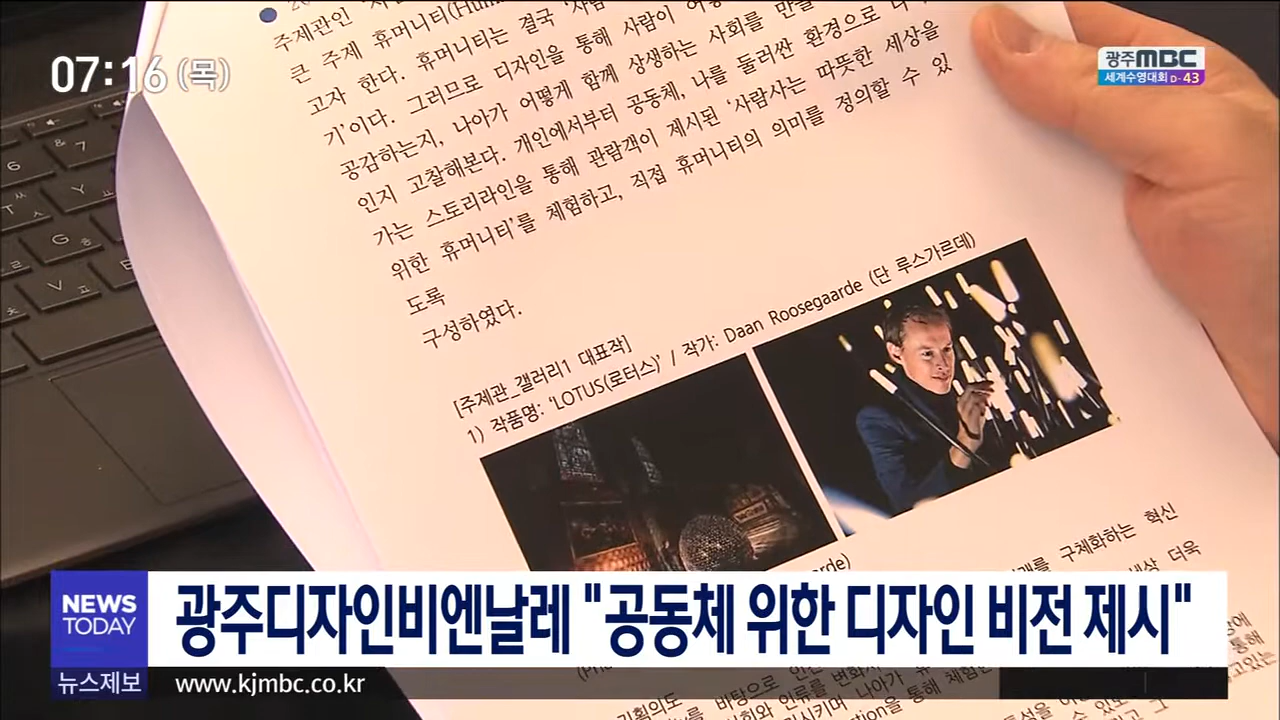 07:16 (목)
광주MBC
세계수영대회 D-43
큰 주제 휴머니티
고자 한다. 휴머니티는 결국 '사람
기'이다. 그러므로 디자인을 통해 사람이
공감하는지, 나아가 어떻게 함께 상생하는 사회를 만들
인지 고찰해본다. 개인에서부터 공동체, 나를 둘러싼 환경으로
가는 스토리라인을 통해 관람객이 제시된 '사람사는 따뜻한 세상을
위한 휴머니티'를 체험하고, 직접 휴머니티의 의미를 정의할 수 있
도록
구성하였다.
[주제관_갤러리1 대표작]
1) 작품명: 'LOTUS(로터스)' / 작가: Daan Roosegaarde (단 루스가르데)
구체화하는 혁신
세상 더욱
NEWS TODAY
광주디자인비엔날레 "공동체 위한 디자인 비전 제시"
뉴스제보
www.kjmbc.co.kr